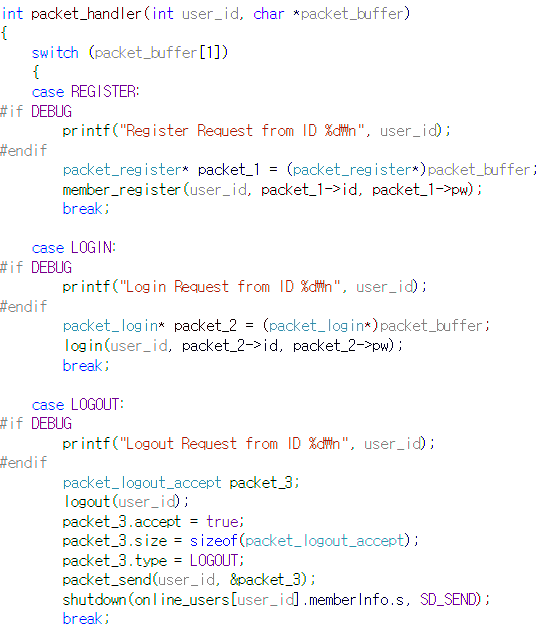 int packet_handler(int user_id, char *packet_buffer)
{
    switch (packet_buffer[1])
    {
    case REGISTER:
#if DEBUG
        printf("Register Request from ID %d₩n", user_id);
#endif
        packet_register* packet_1 = (packet_register*)packet_buffer;
        member_register(user_id, packet_1->id, packet_1->pw);
        break;

    case LOGIN:
#if DEBUG
        printf("Login Request from ID %d₩n", user_id);
#endif
        packet_login* packet_2 = (packet_login*)packet_buffer;
        login(user_id, packet_2->id, packet_2->pw);
        break;

    case LOGOUT:
#if DEBUG
        printf("Logout Request from ID %d₩n", user_id);
#endif
        packet_logout_accept packet_3;
        logout(user_id);
        packet_3.accept = true;
        packet_3.size = sizeof(packet_logout_accept);
        packet_3.type = LOGOUT;
        packet_send(user_id, &packet_3);
        shutdown(online_users[user_id].memberInfo.s, SD_SEND);
        break;